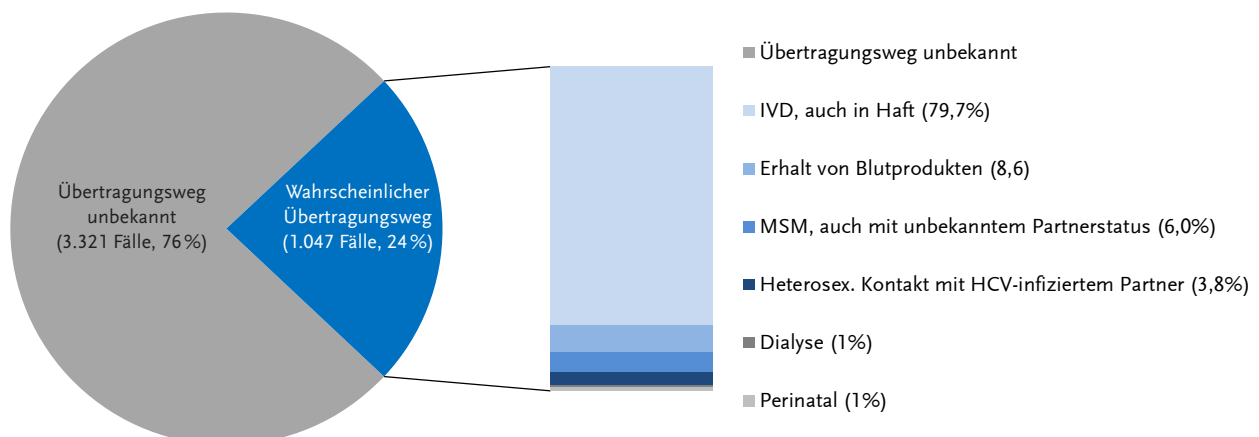 Übertragungsweg
unbekannt
(3.321 Fälle, 76 %)
Wahrscheinlicher
Übertragungsweg
(1.047 Fälle, 24 %)
Übertragungsweg unbekannt
IVD, auch in Haft (79,7%)
Erhalt von Blutprodukten (8,6)
MSM, auch mit unbekanntem Partnerstatus (6,0%)
Heterosex. Kontakt mit HCV-infiziertem Partner (3,8%)
Dialyse (1%)
Perinatal (1%)